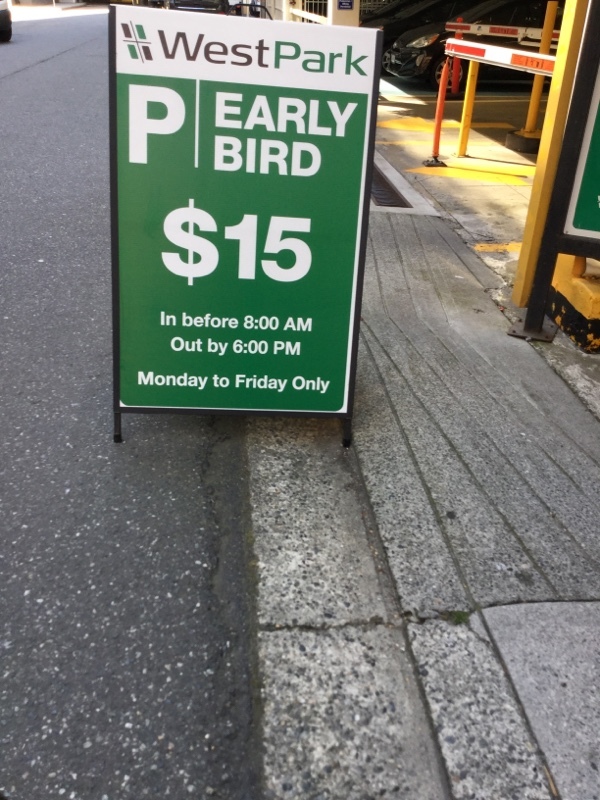 WestPark
P EARLY
BIRD
$15
In before 8:00 AM
Out by 6:00 PM
Monday to Friday Only